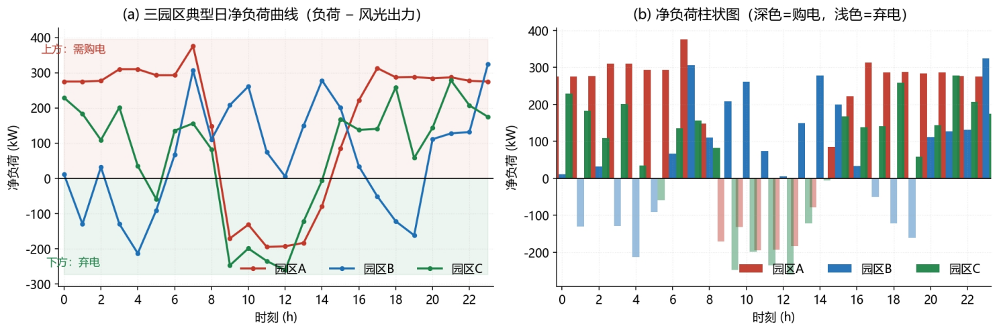 (a) 三园区典型日净负荷曲线（负荷 − 风光出力）
400
300
200
100
0
-100
-200
-300
净负荷 (kW)
上方：需购电
下方：弃电
园区A 园区B 园区C
0 2 4 6 8 10 12 14 16 18 20 22
时刻 (h)
(b) 净负荷柱状图（深色=购电，浅色=弃电）
400
300
200
100
0
-100
-200
净负荷 (kW)
园区A 园区B 园区C
0 2 4 6 8 10 12 14 16 18 20 22
时刻 (h)